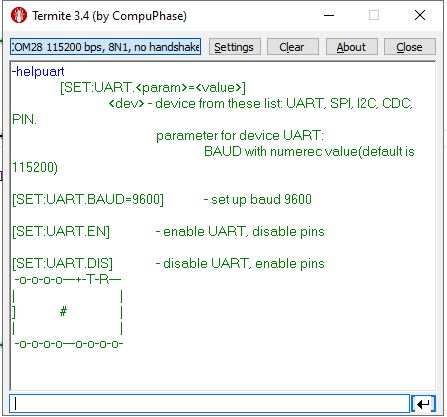 Termite 3.4 (by CompuPhase)
COM28 115200 bps, 8N1, no handshake Settings Clear About Close
-helpuart
[SET:UART.<param>=<value>]
<dev> - device from these list: UART, SPI, I2C, CDC,
PIN.
parameter for device UART:
BAUD with numerec value(default is
115200)
[SET:UART.BAUD=9600] - set up baud 9600
[SET:UART.EN] - enable UART, disable pins
[SET:UART.DIS] - disable UART, enable pins
-o-o-o-o---+-T-R---
| |
] # |
| |
-o-o-o-o---o-o-o-o-